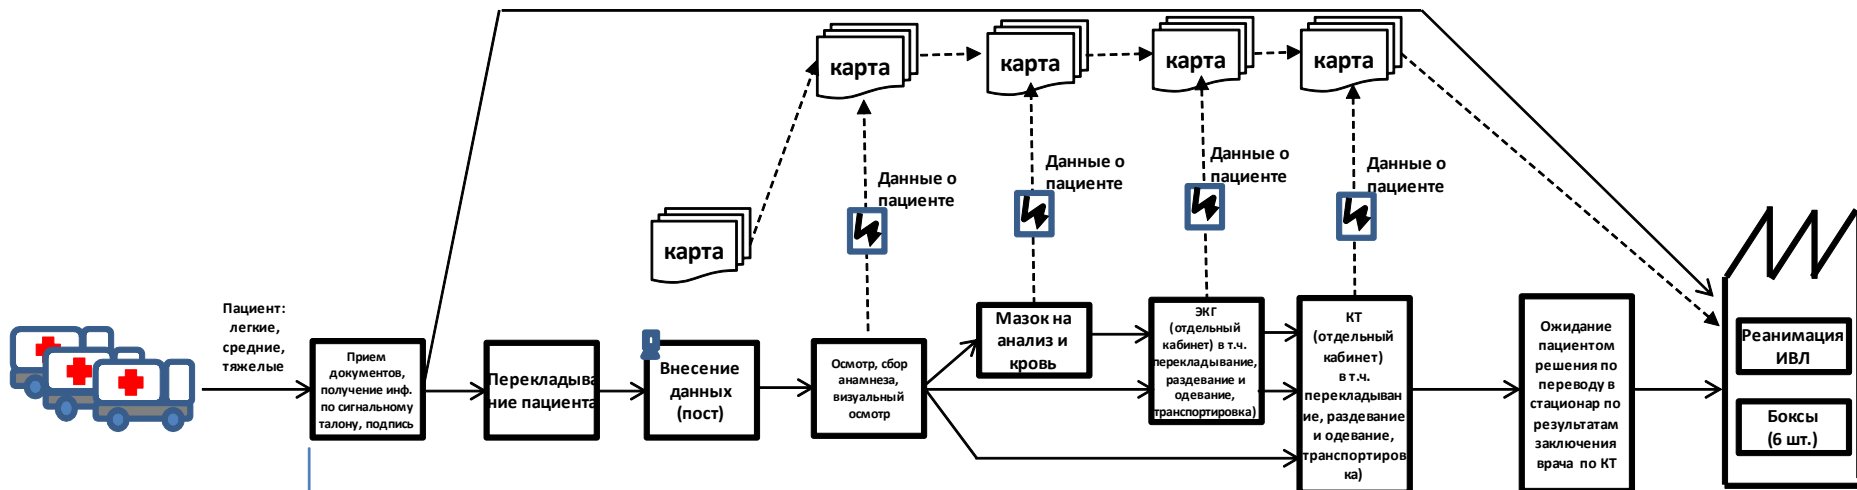 карта
карта
карта
карта
Данные о
пациенте
Данные о
пациенте
Данные о
пациенте
Данные о
пациенте
карта
Пациент:
легкие,
средние,
тяжелые
Прием
документов,
получение инф.
по сигнальному
талону, подпись
Перекладыва
ние пациента
Внесение
данных
(пост)
Осмотр, сбор
анамнеза,
визуальный
осмотр
Мазок на
анализ и
кровь
ЭКГ
(отдельный
кабинет) в т.ч.
перекладывание,
раздевание и
одевание,
транспортировка)
КТ
(отдельный
кабинет)
в т.ч.
перекладыван
ие, раздевание
и одевание,
транспортиров
ка)
Ожидание
пациентом
решения по
переводу в
стационар по
результатам
заключения
врача по КТ
Реанимация
ИВЛ
Боксы
(6 шт.)